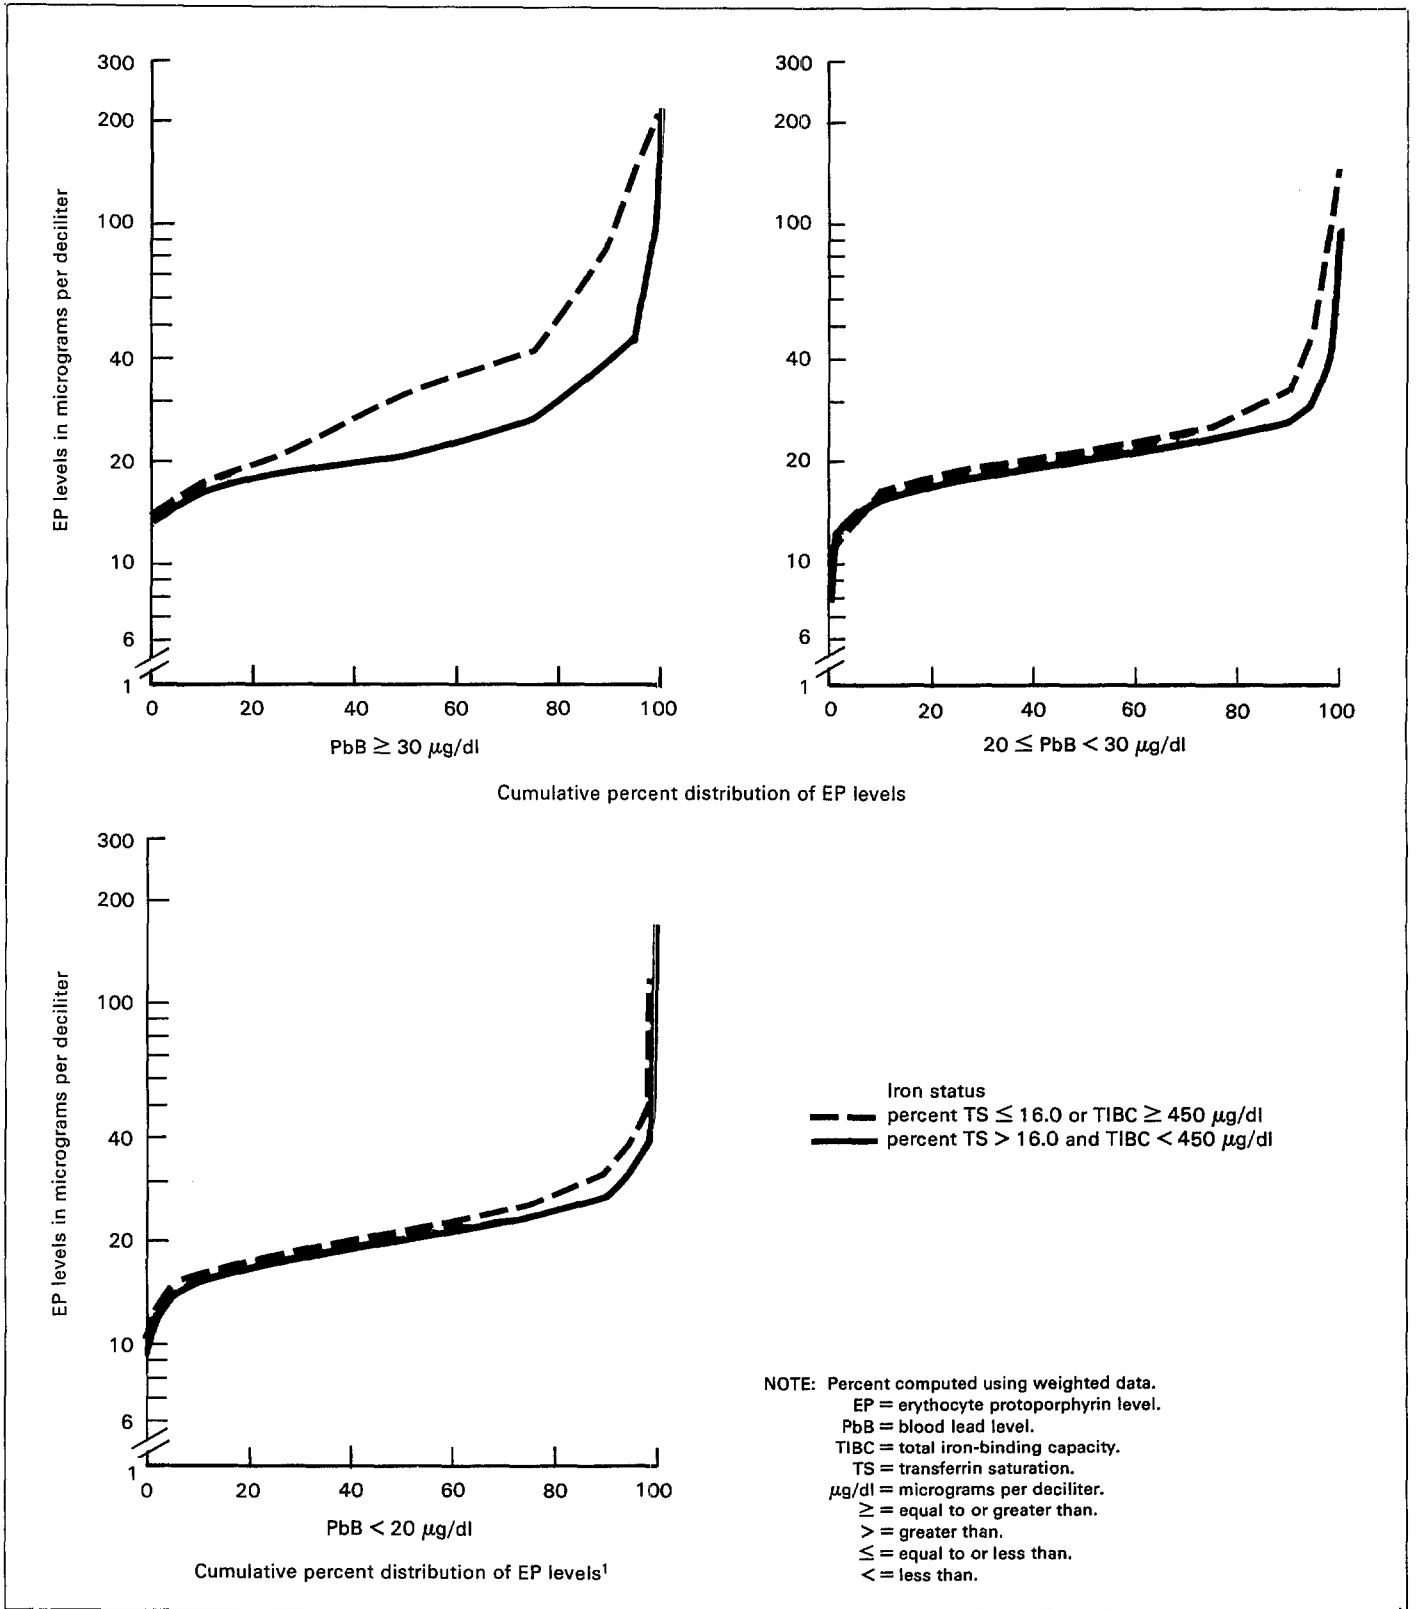 300
200
100
40
20
10
6
1
EP levels in micrograms per deciliter
0 20 40 60 80 100
PbB ≥ 30 μg/dl
300
200
100
40
20
10
6
1
0 20 40 60 80 100
20 ≤ PbB < 30 μg/dl
Cumulative percent distribution of EP levels
300
200
100
40
20
10
6
1
EP levels in micrograms per deciliter
0 20 40 60 80 100
PbB < 20 μg/dl
Cumulative percent distribution of EP levels¹
Iron status
percent TS ≤ 16.0 or TIBC ≥ 450 μg/dl
percent TS > 16.0 and TIBC < 450 μg/dl
NOTE: Percent computed using weighted data.
EP = erythocyte protoporphyrin level.
PbB = blood lead level.
TIBC = total iron-binding capacity.
TS = transferrin saturation.
μg/dl = micrograms per deciliter.
≥ = equal to or greater than.
> = greater than.
≤ = equal to or less than.
< = less than.